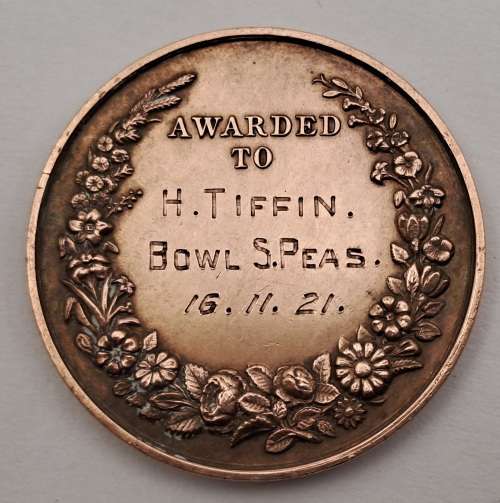 AWARDED
TO
H. TIFFIN.
BOWL S. PEAS.
16.11.21.